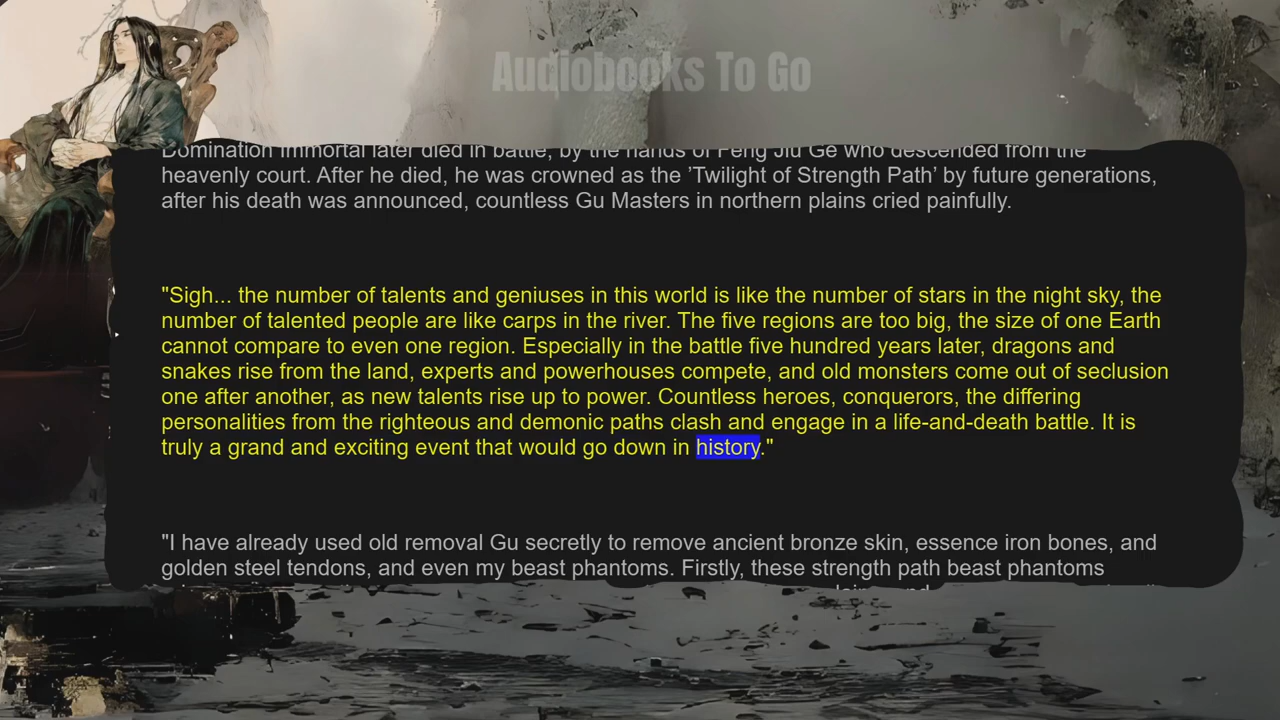 Audiobooks To Go
Domination Immortal later died in battle, by the hands of Feng Jiu Ge who descended from the
heavenly court. After he died, he was crowned as the ’Twilight of Strength Path’ by future generations,
after his death was announced, countless Gu Masters in northern plains cried painfully.
"Sigh... the number of talents and geniuses in this world is like the number of stars in the night sky, the
number of talented people are like carps in the river. The five regions are too big, the size of one Earth
cannot compare to even one region. Especially in the battle five hundred years later, dragons and
snakes rise from the land, experts and powerhouses compete, and old monsters come out of seclusion
one after another, as new talents rise up to power. Countless heroes, conquerors, the differing
personalities from the righteous and demonic paths clash and engage in a life-and-death battle. It is
truly a grand and exciting event that would go down in history."
"I have already used old removal Gu secretly to remove ancient bronze skin, essence iron bones, and
golden steel tendons, and even my beast phantoms. Firstly, these strength path beast phantoms